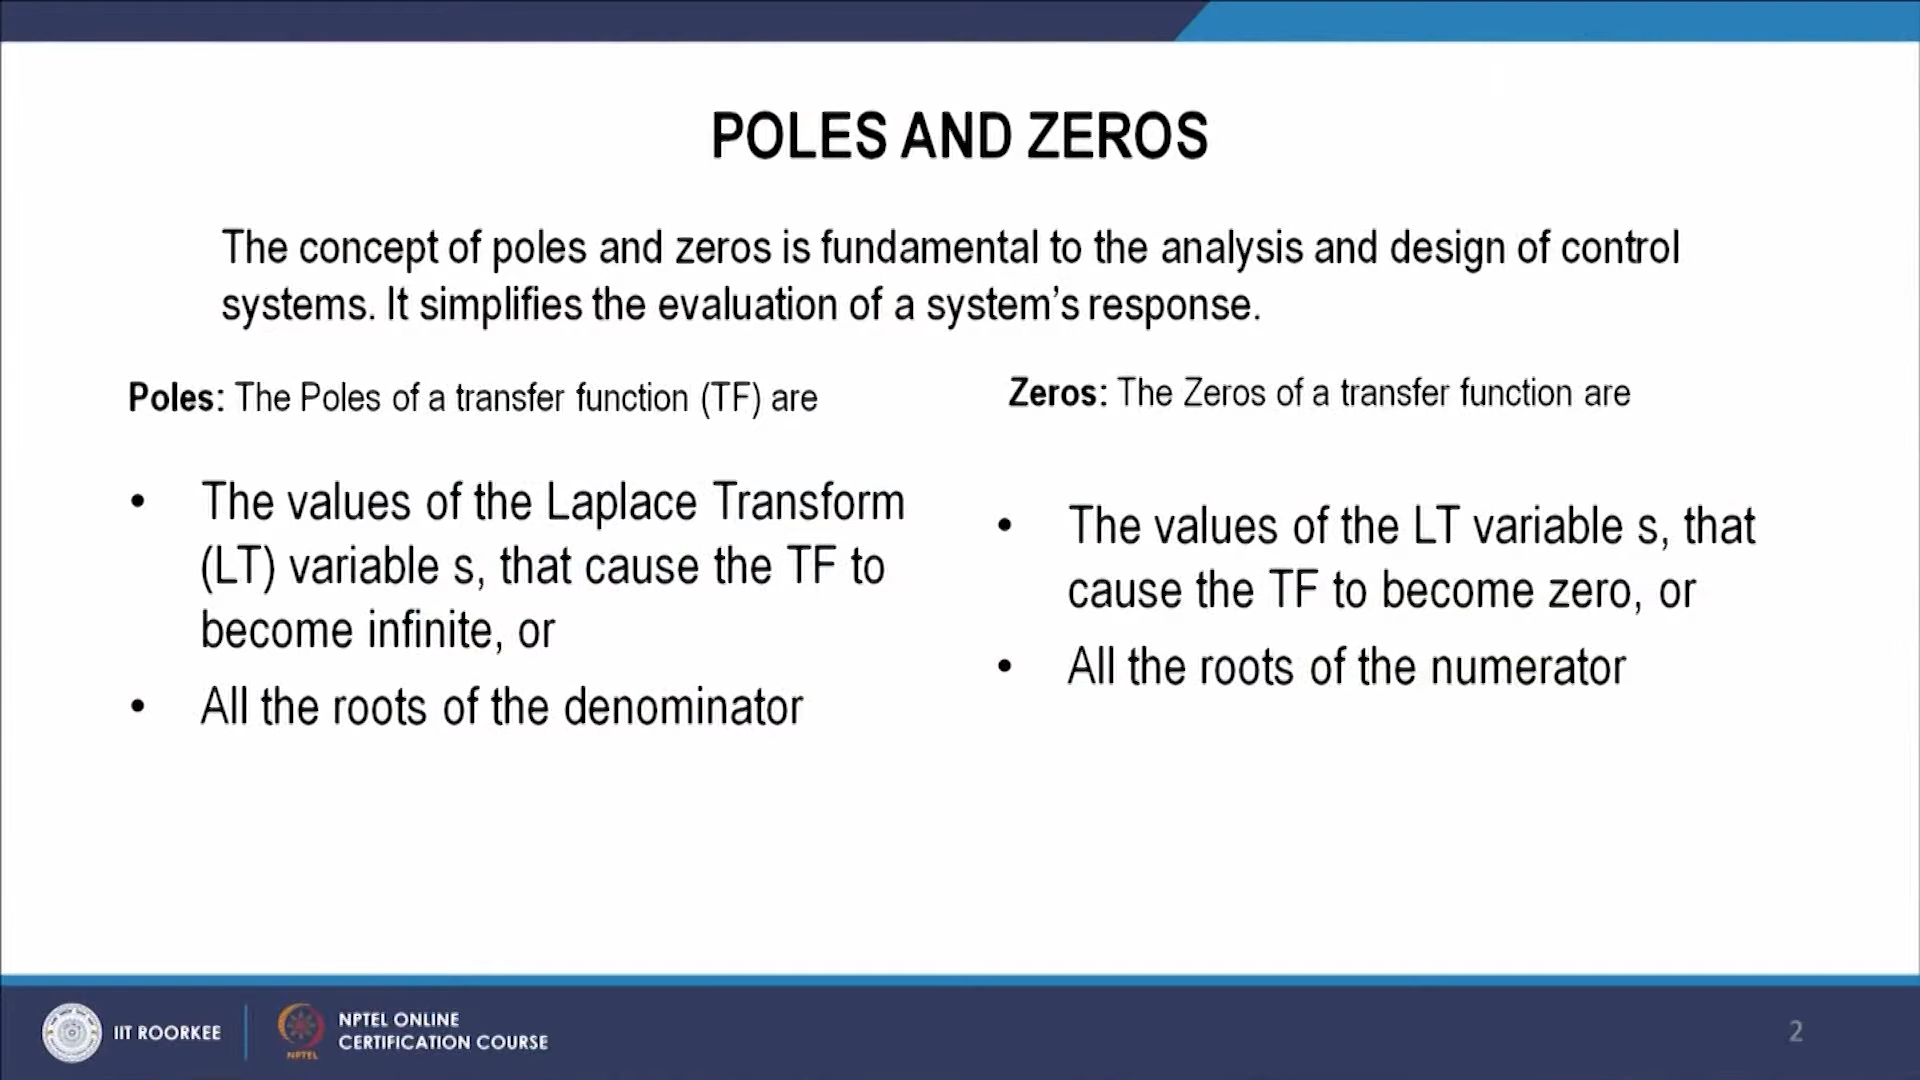 POLES AND ZEROS
The concept of poles and zeros is fundamental to the analysis and design of control
systems. It simplifies the evaluation of a system’s response.
Poles: The Poles of a transfer function (TF) are
• The values of the Laplace Transform
(LT) variable s, that cause the TF to
become infinite, or
• All the roots of the denominator
Zeros: The Zeros of a transfer function are
• The values of the LT variable s, that
cause the TF to become zero, or
• All the roots of the numerator
IIT ROORKEE
NPTEL
NPTEL ONLINE
CERTIFICATION COURSE
2